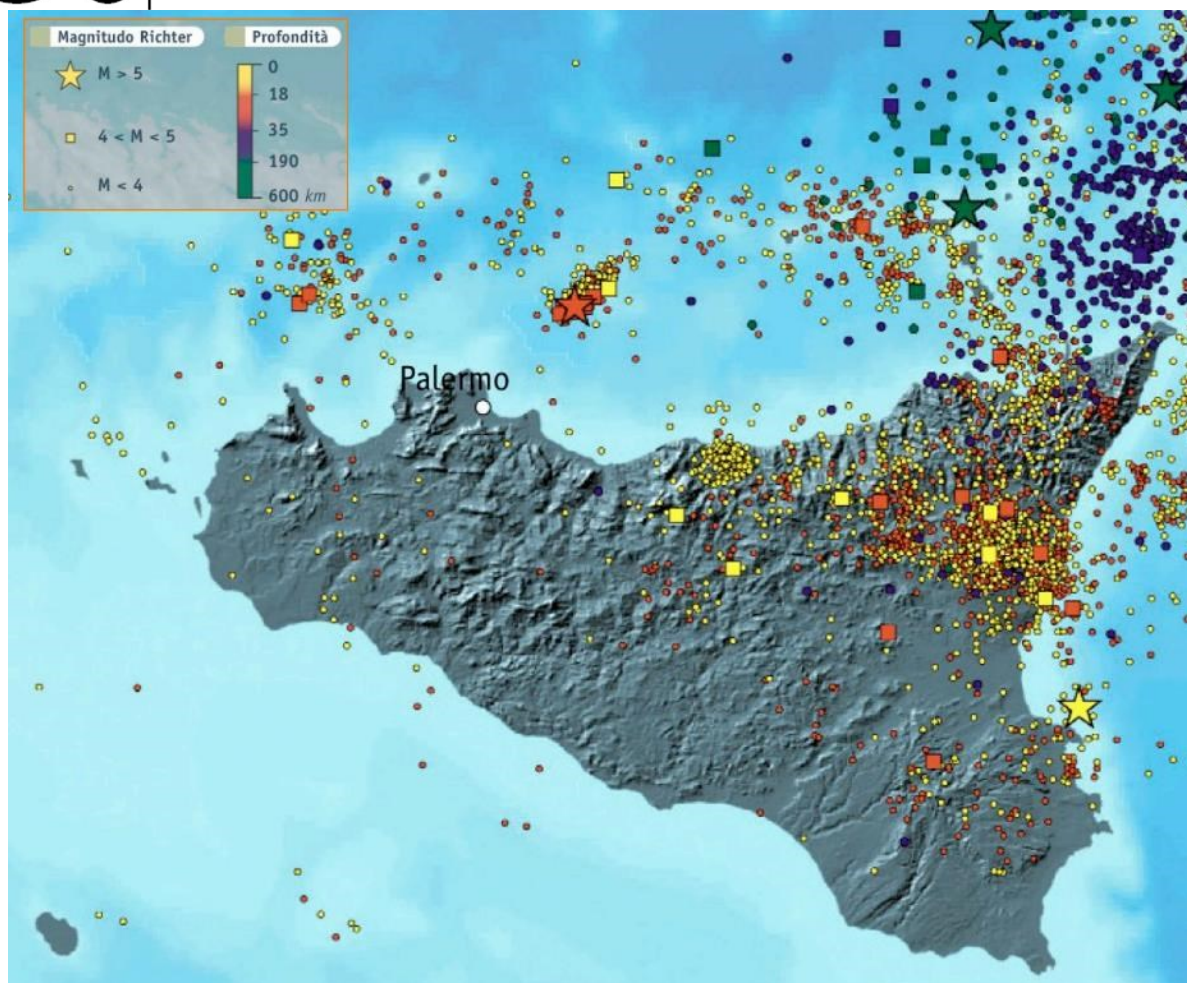 Magnitudo Richter
Profondità
M > 5
4 < M < 5
M < 4
0
18
35
190
600 km
Palermo